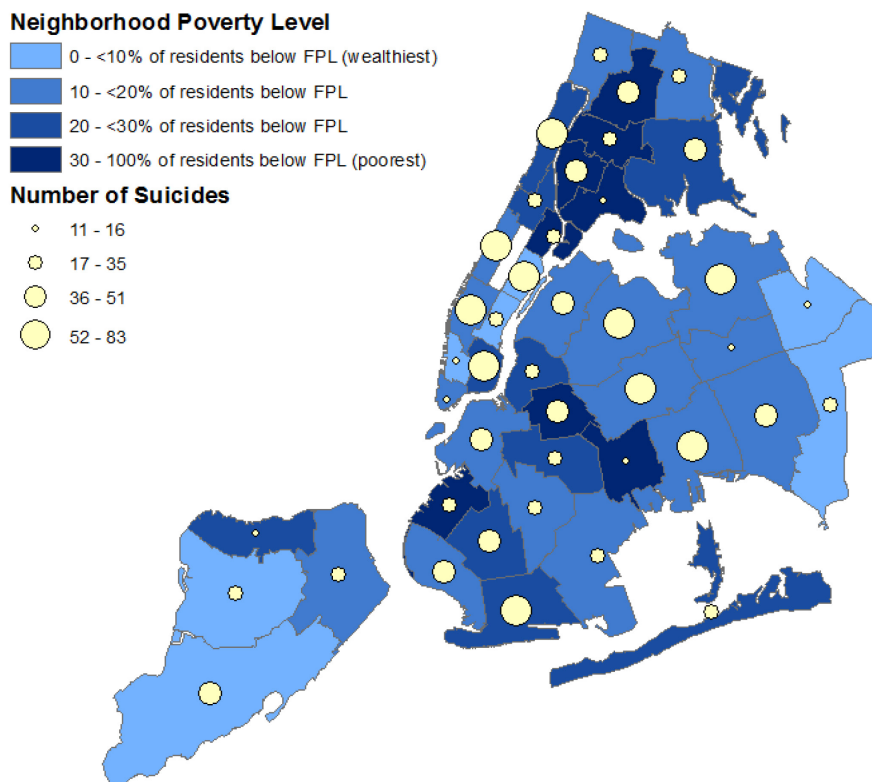 Neighborhood Poverty Level
0 - <10% of residents below FPL (wealthiest)
10 - <20% of residents below FPL
20 - <30% of residents below FPL
30 - 100% of residents below FPL (poorest)
Number of Suicides
11 - 16
17 - 35
36 - 51
52 - 83